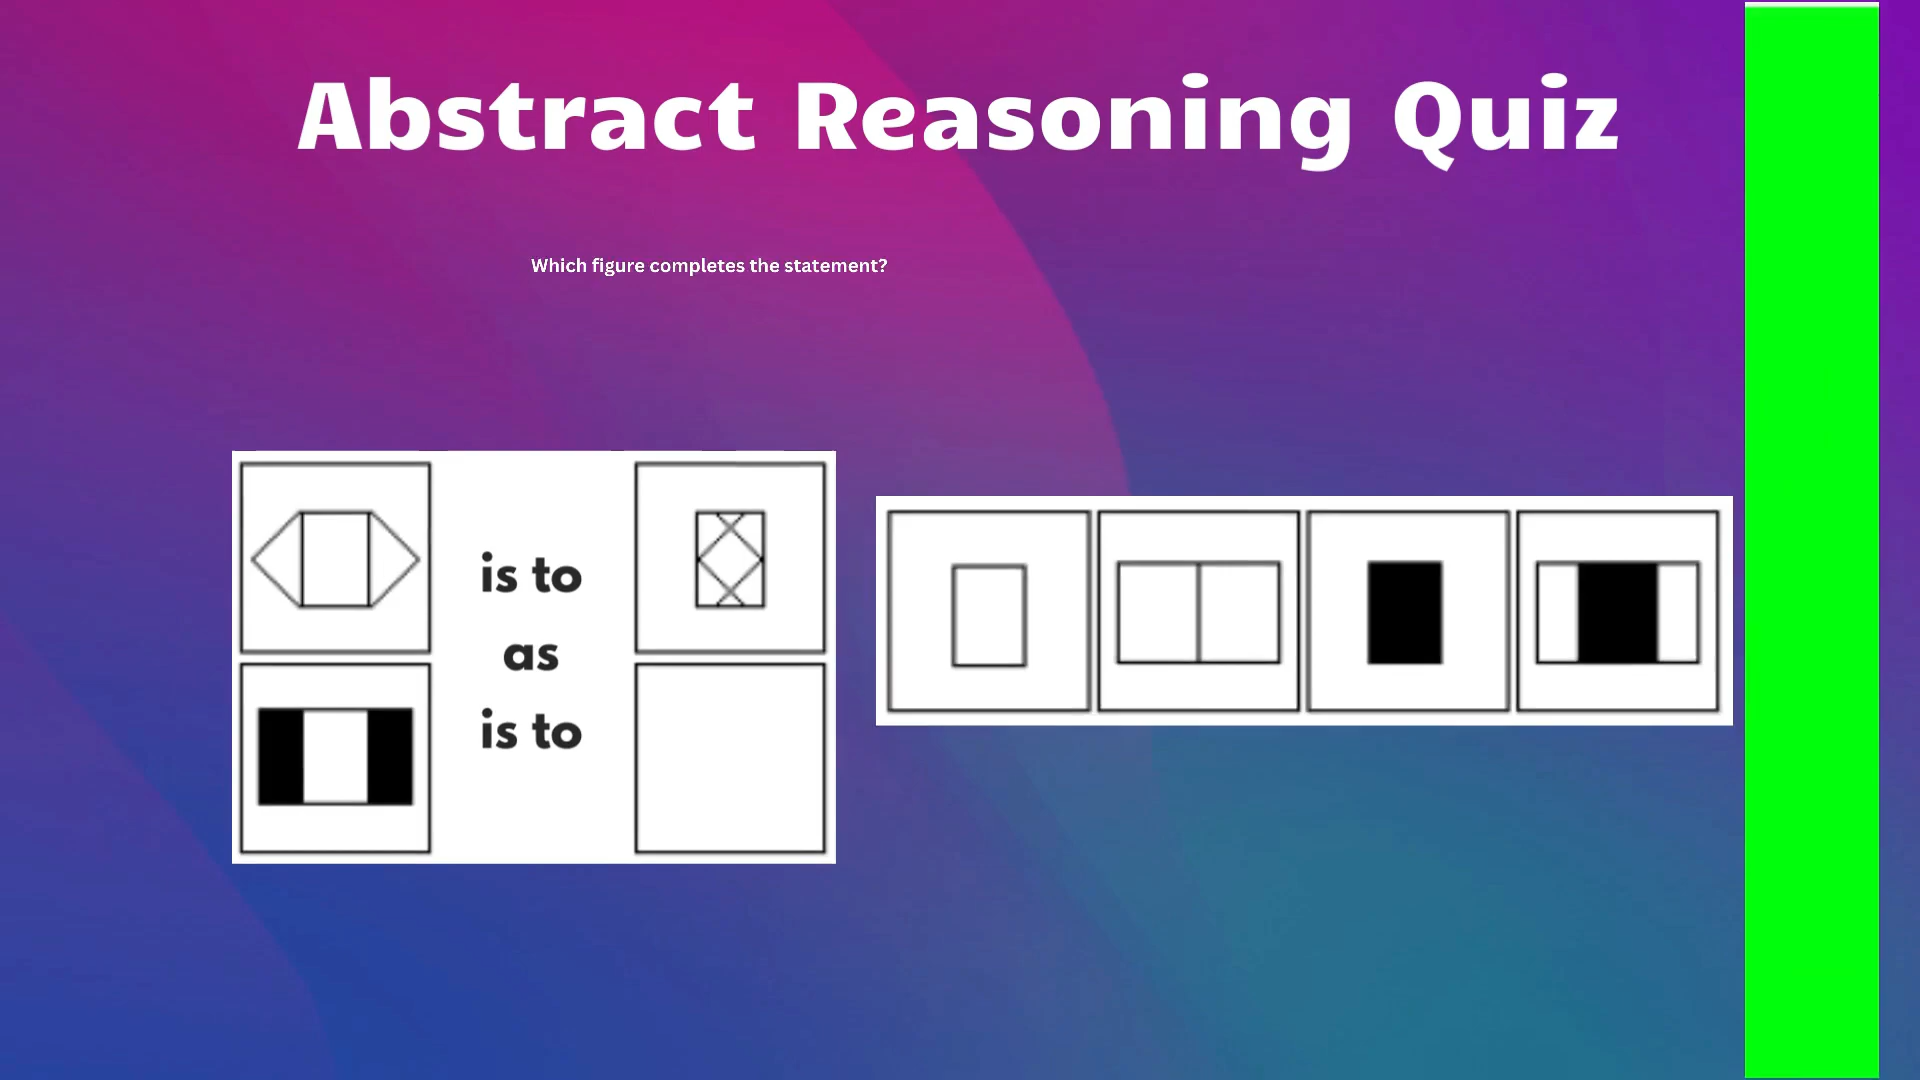 Abstract Reasoning Quiz
Which figure completes the statement?
is to
as
is to